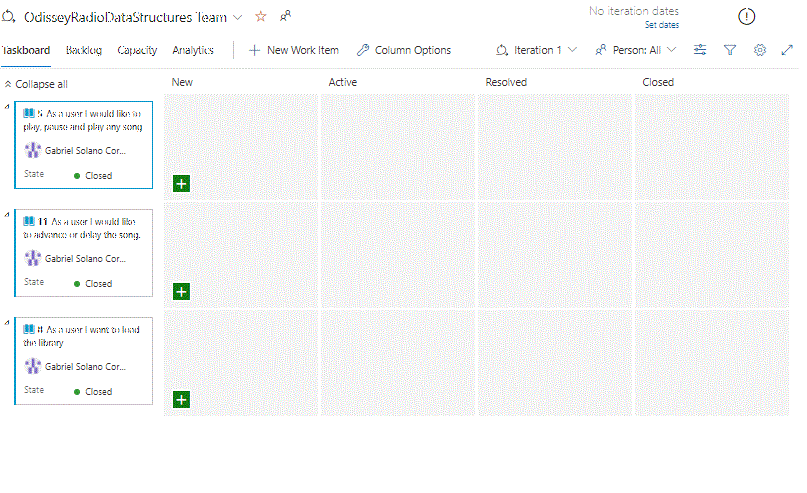 OdisseyRadioDataStructures Team
No iteration dates
Set dates
Taskboard Backlog Capacity Analytics New Work Item Column Options Iteration 1 Person: All
Collapse all New Active Resolved Closed
5 As a user I would like to
play, pause and play any song
Gabriel Solano Cor...
State Closed
11 As a user I would like
to advance or delay the song.
Gabriel Solano Cor...
State Closed
As a user I want to load
the library
Gabriel Solano Cor...
State Closed